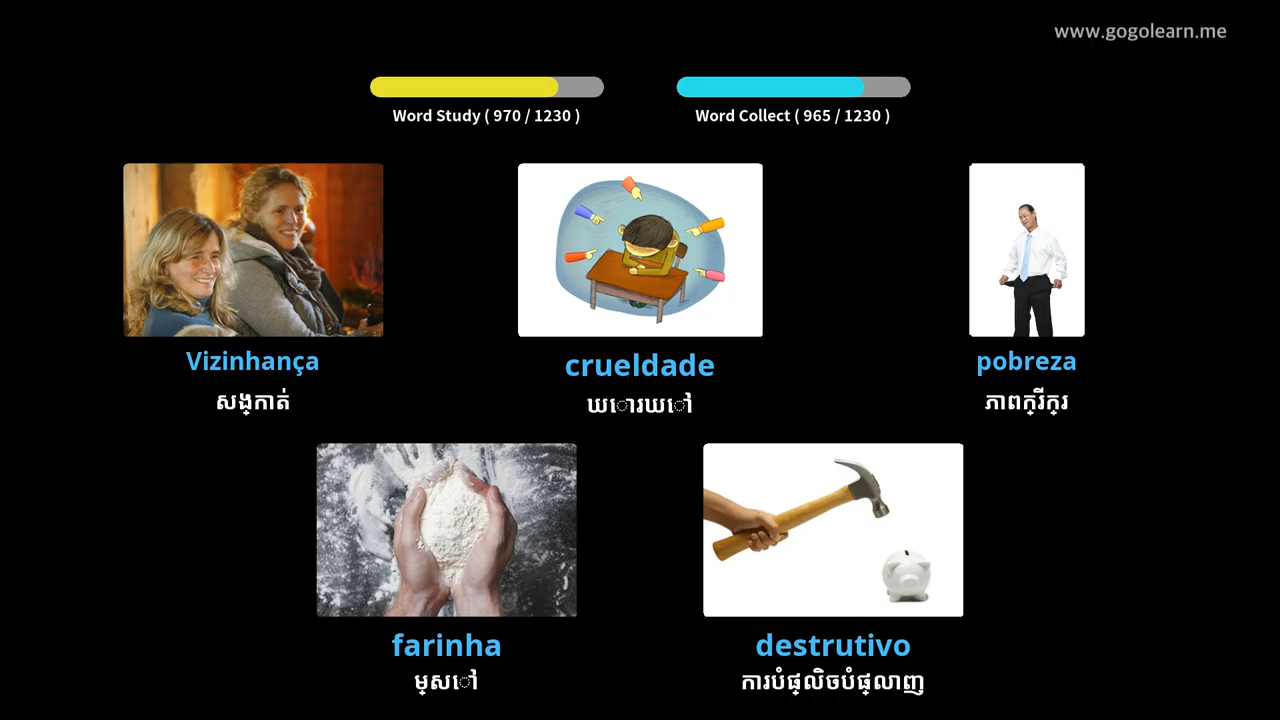 www.gogolearn.me
Word Study ( 970 / 1230 )
Word Collect ( 965 / 1230 )
Vizinhança
សង្កាត់
crueldade
ឃោរឃៅ
pobreza
ភាពក្រីក្រ
farinha
ម្សៅ
destrutivo
ការបំផ្លិចបំផ្លាញ